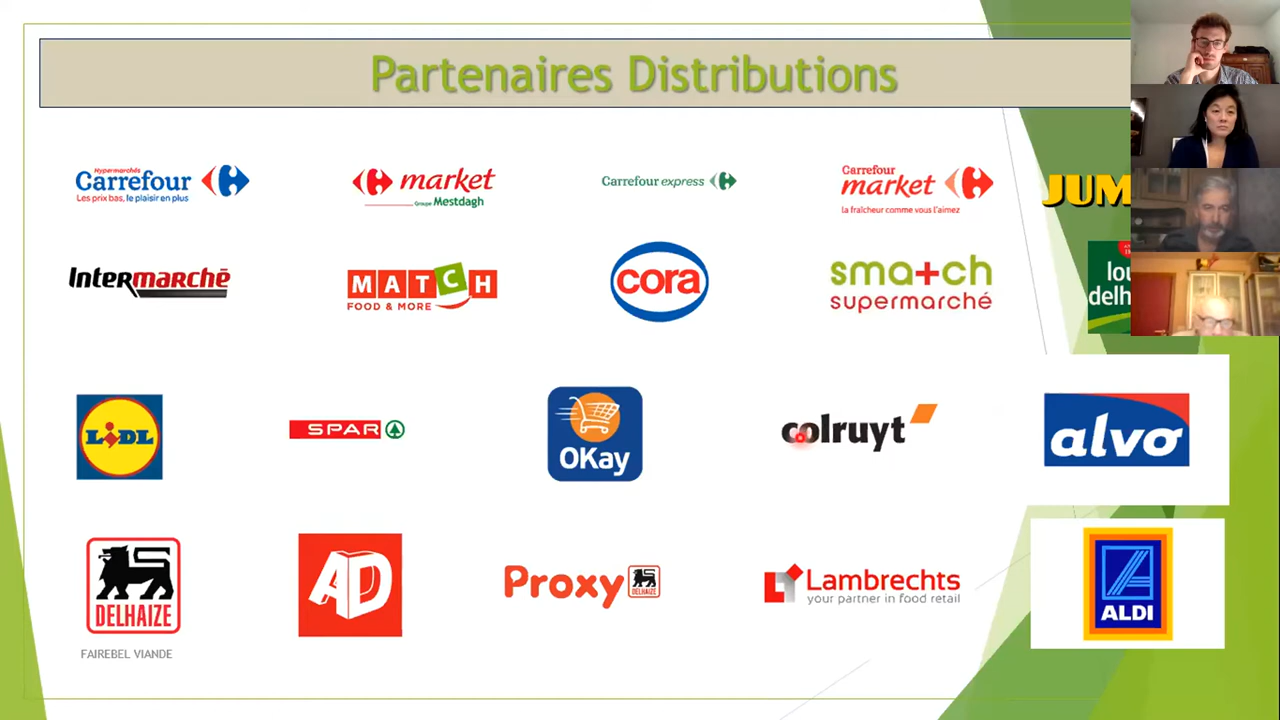 Partenaires Distributions
Hypermarchés
Carrefour
Les prix bas, le plaisir en plus
market
Groupe Mestdagh
Carrefour express
Carrefour
market
la fraîcheur comme vous l'aimez
JUM
Intermarchē
MATCH
FOOD & MORE
cora
sma+ch
supermarché
lou
delh
LIDL
SPAR
OKay
colruyt
alvo
DELHAIZE
AD
Proxy
DELHAIZE
Lambrechts
your partner in food retail
ALDI
FAIREBEL VIANDE